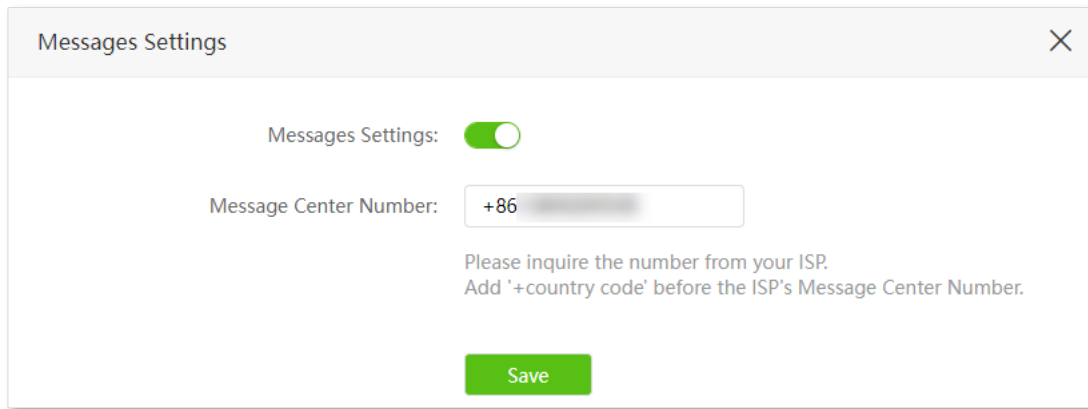 Messages Settings
Messages Settings:
Message Center Number: +86
Please inquire the number from your ISP.
Add '+country code' before the ISP's Message Center Number.
Save